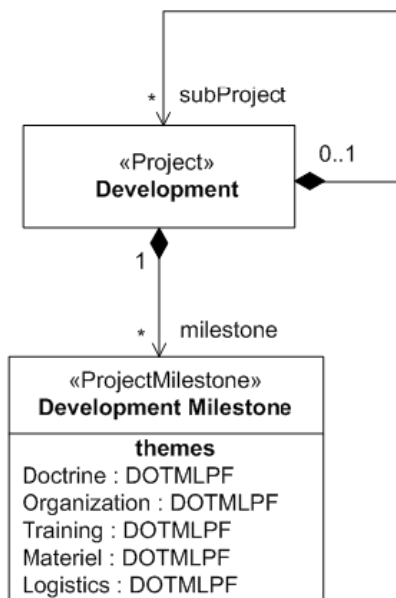 * subProject
«Project»
Development
0..1
1
* milestone
«ProjectMilestone»
Development Milestone
themes
Doctrine : DOTMLPF
Organization : DOTMLPF
Training : DOTMLPF
Materiel : DOTMLPF
Logistics : DOTMLPF